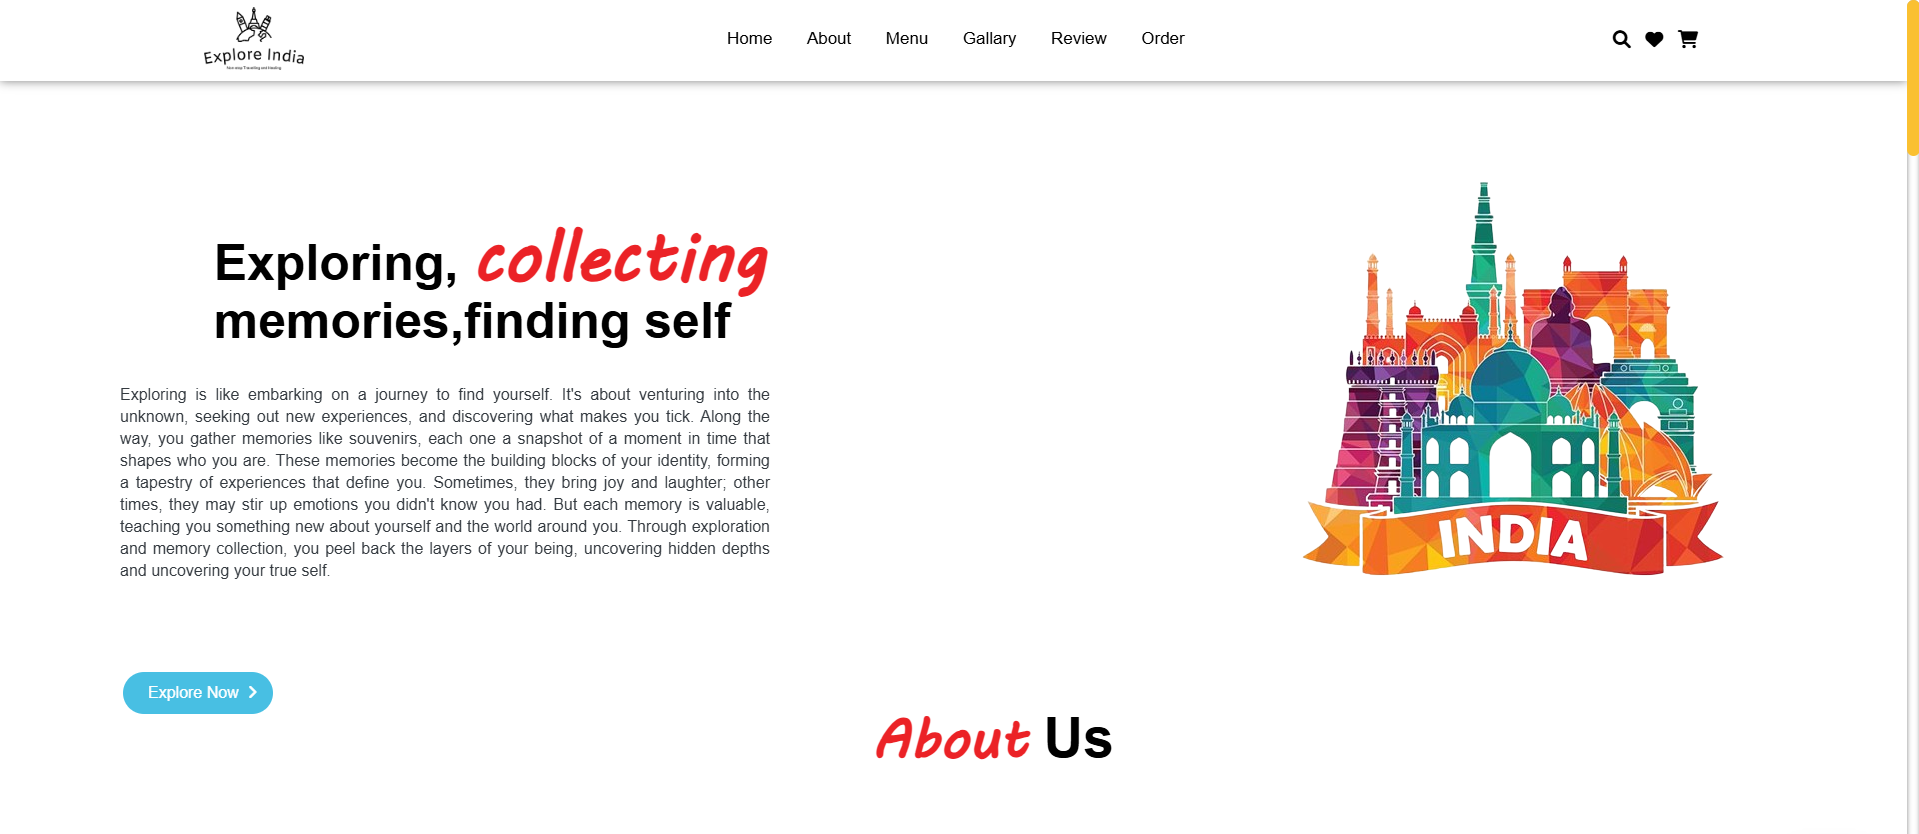 Explore India
Home About Menu Gallary Review Order
Exploring, collecting
memories,finding self
Exploring is like embarking on a journey to find yourself. It's about venturing into the
unknown, seeking out new experiences, and discovering what makes you tick. Along the
way, you gather memories like souvenirs, each one a snapshot of a moment in time that
shapes who you are. These memories become the building blocks of your identity, forming
a tapestry of experiences that define you. Sometimes, they bring joy and laughter; other
times, they may stir up emotions you didn't know you had. But each memory is valuable,
teaching you something new about yourself and the world around you. Through exploration
and memory collection, you peel back the layers of your being, uncovering hidden depths
and uncovering your true self.
INDIA
Explore Now
About Us